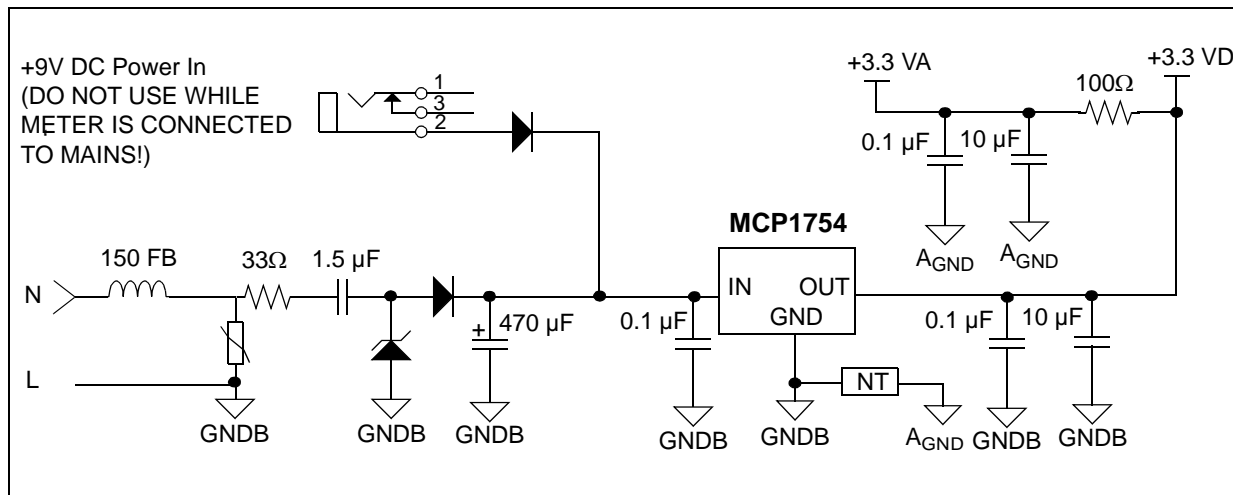 +9V DC Power In
(DO NOT USE WHILE
METER IS CONNECTED
TO MAINS!)
1
3
2
+3.3 VA
+3.3 VD
100Ω
0.1 µF
10 µF
AGND
AGND
MCP1754
IN
OUT
GND
150 FB
33Ω
1.5 µF
N
470 µF
+
0.1 µF
0.1 µF
10 µF
L
NT
GNDB
GNDB
GNDB
GNDB
GNDB
AGND
GNDB
GNDB